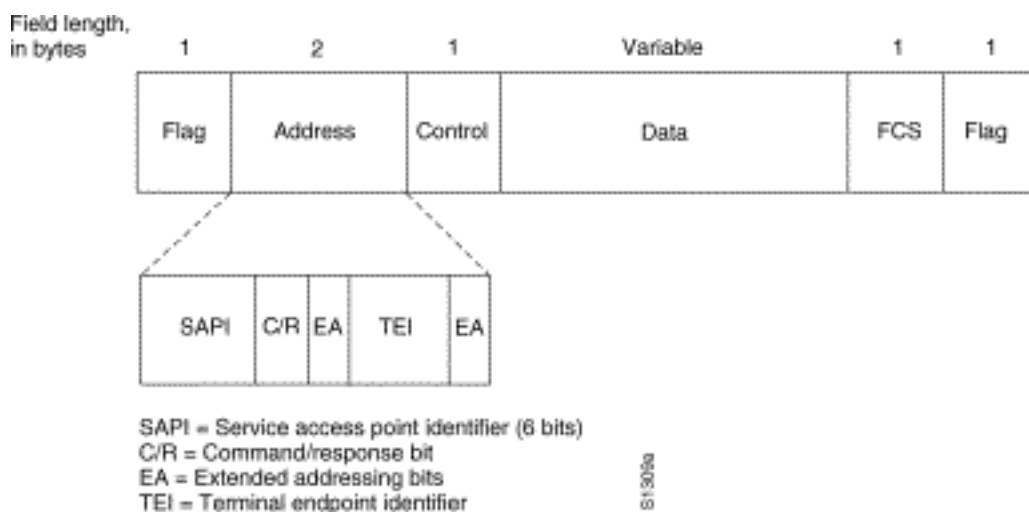 Field length,
in bytes 1 2 1 Variable 1 1
Flag Address Control Data FCS Flag
SAPI C/R EA TEI EA
SAPI = Service access point identifier (6 bits)
C/R = Command/response bit
EA = Extended addressing bits
TEI = Terminal endpoint identifier
S1309a